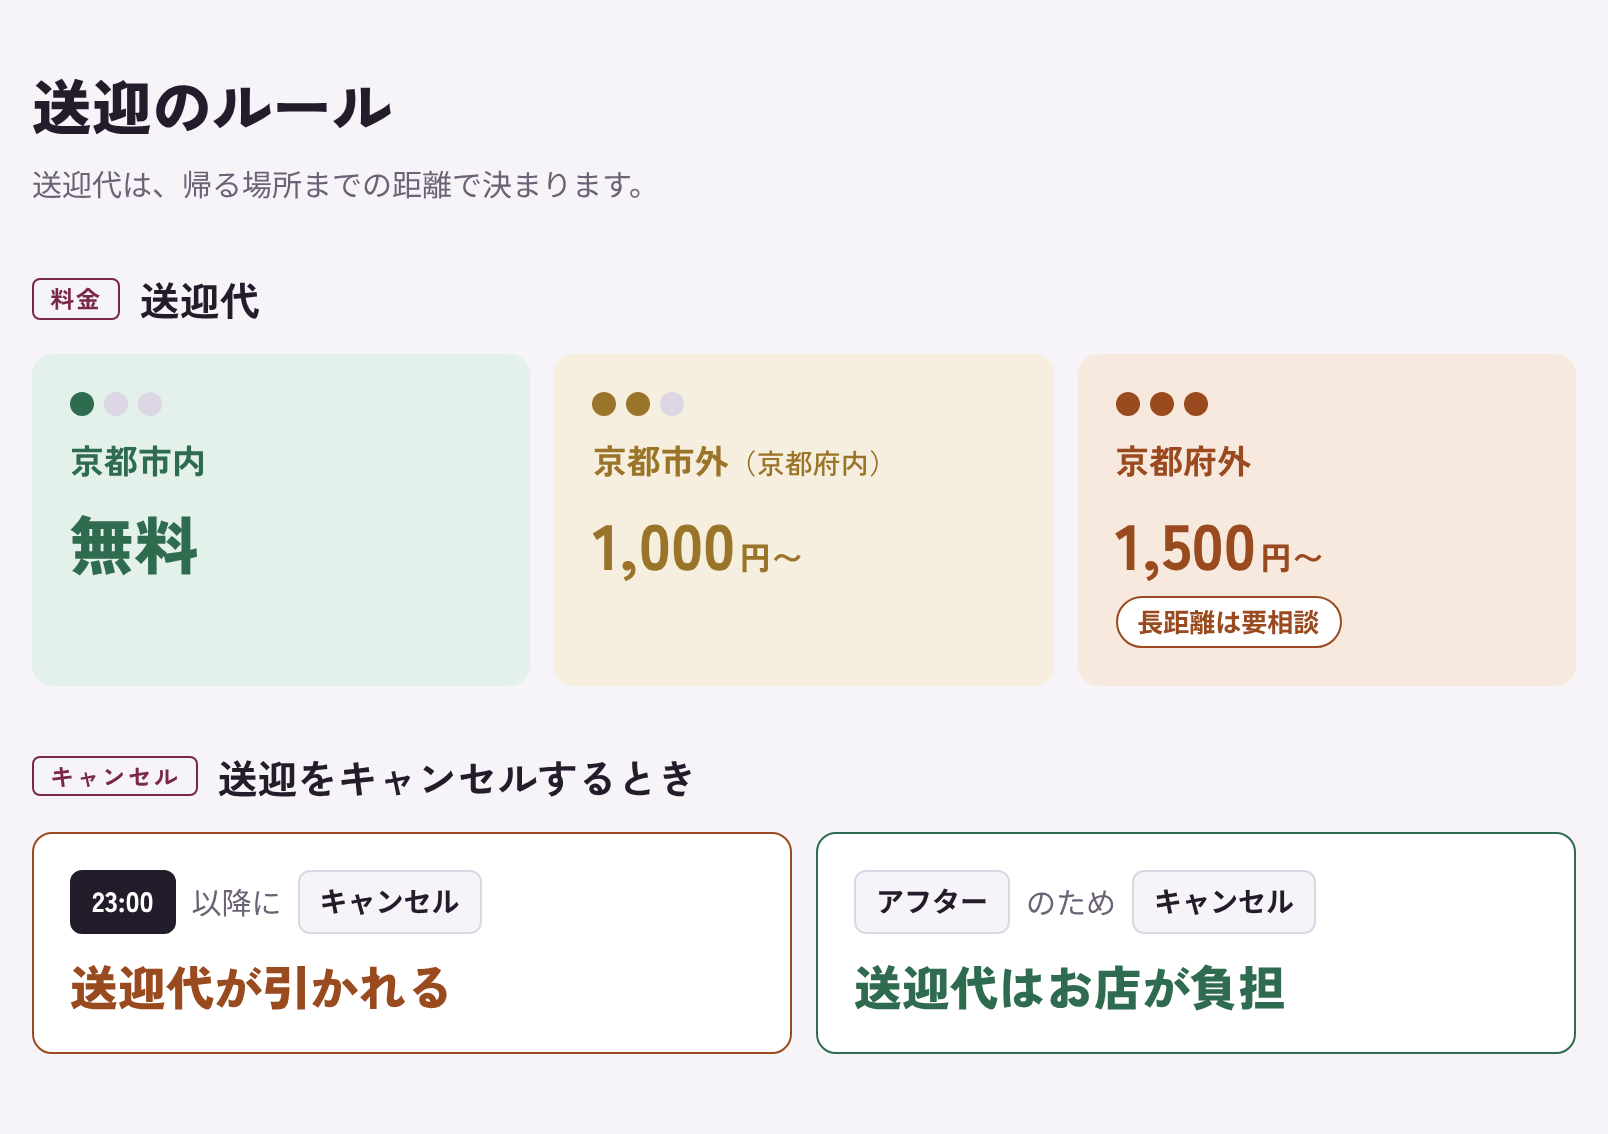 送迎のルール
送迎代は、帰る場所までの距離で決まります。
料金 送迎代
京都市内
無料
京都市外（京都府内）
1,000円〜
京都府外
1,500円〜
長距離は要相談
キャンセル 送迎をキャンセルするとき
23:00 以降に キャンセル
送迎代が引かれる
アフター のため キャンセル
送迎代はお店が負担